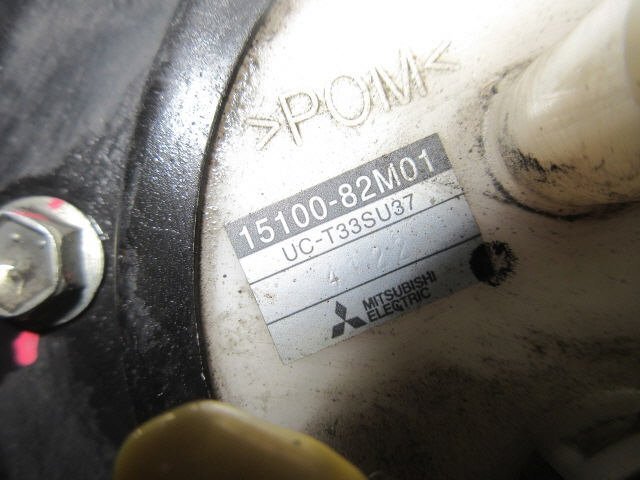 >POM<
15100-82M01
UC-T33SU37
MITSUBISHI
ELECTRIC